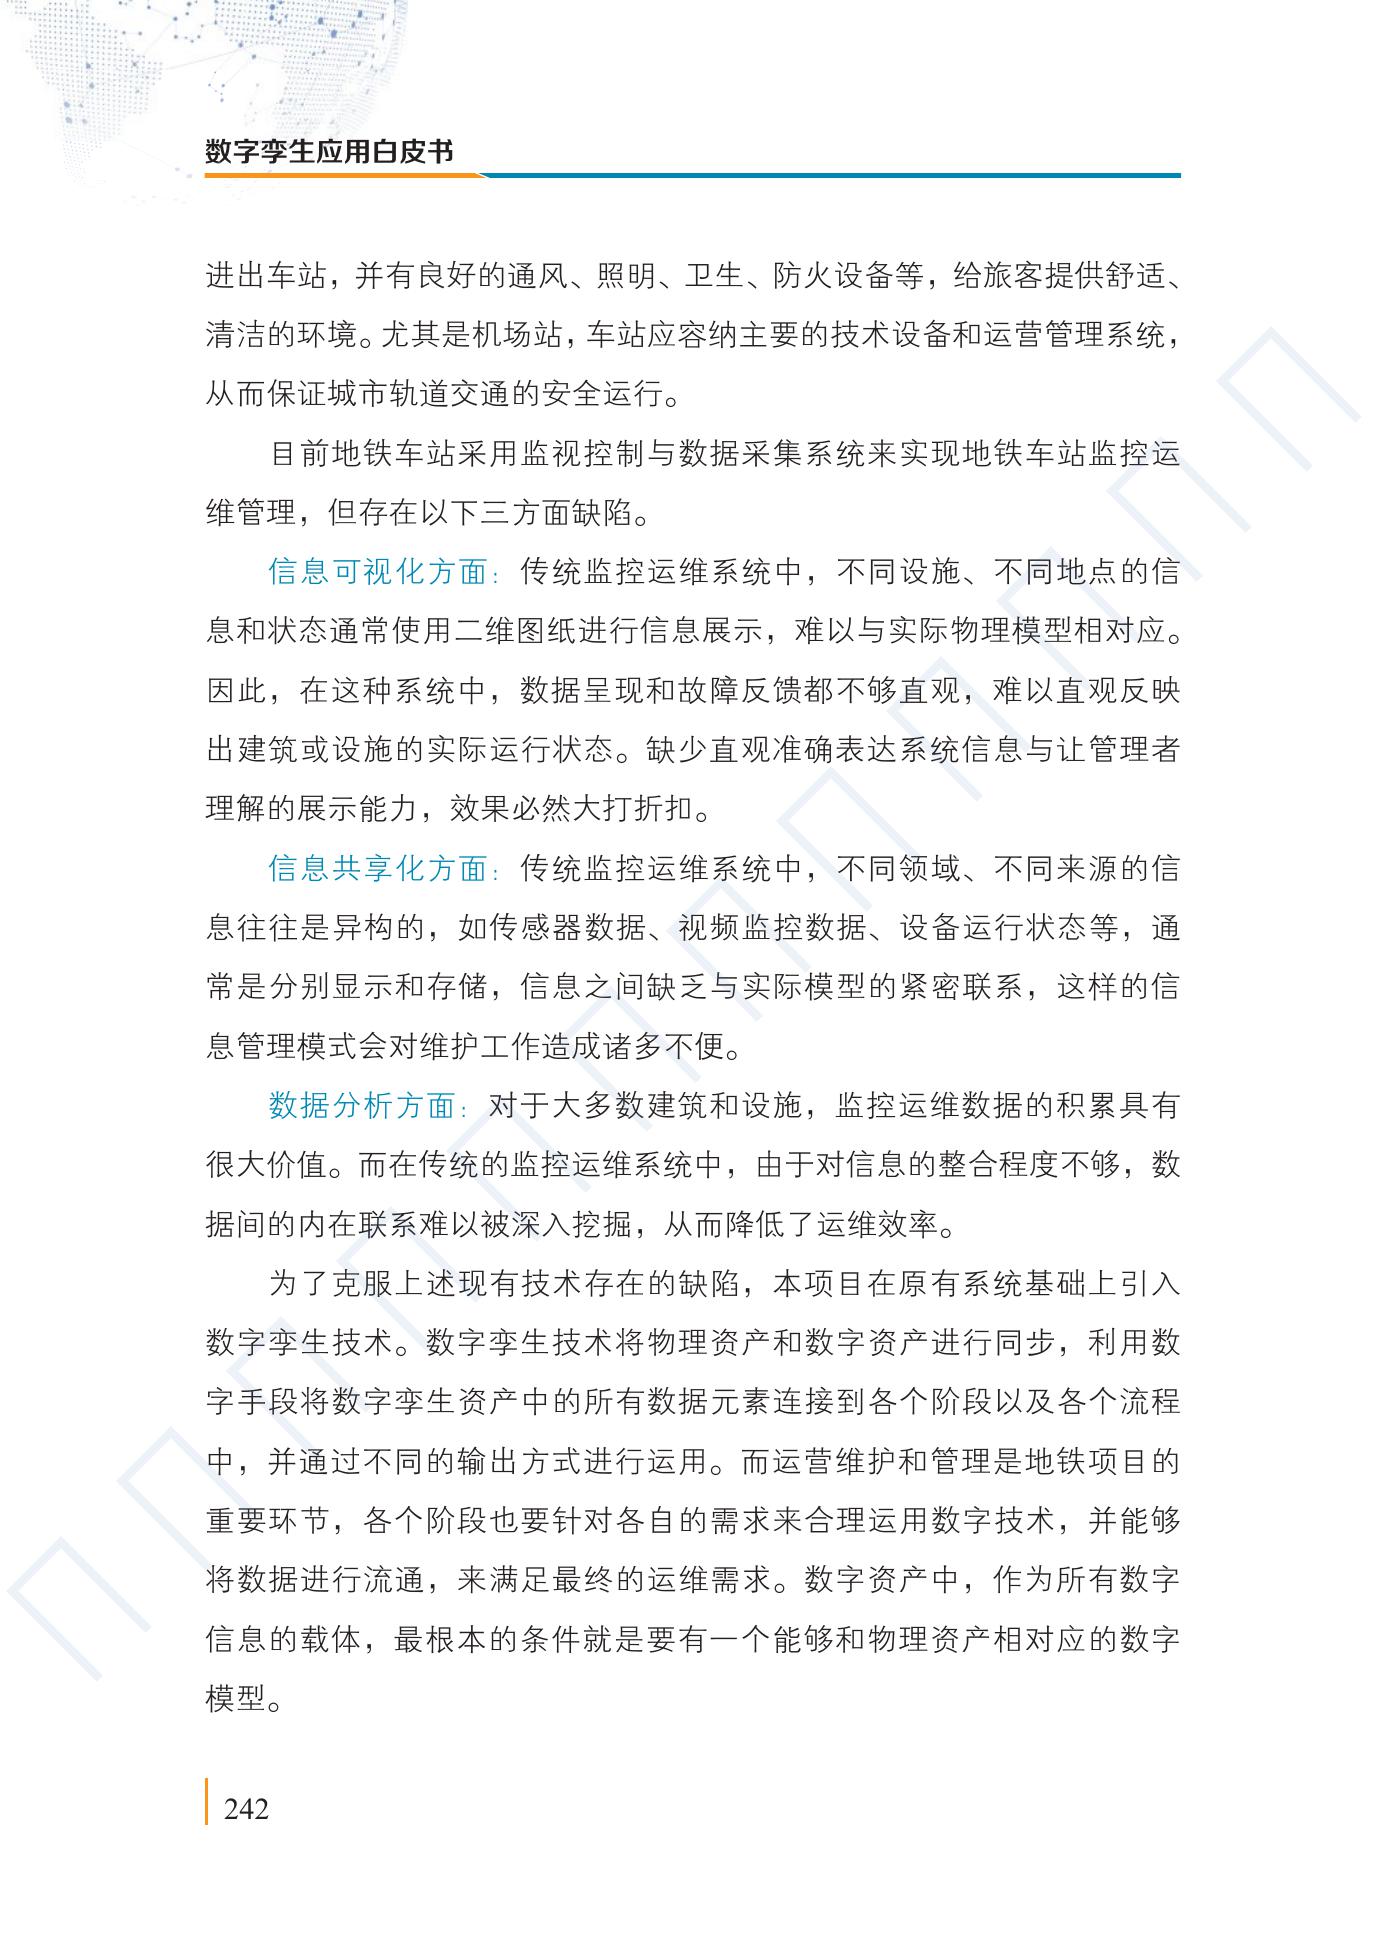 数字孪生应用白皮书
进出车站，并有良好的通风、照明、卫生、防火设备等，给旅客提供舒适、
清洁的环境。尤其是机场站，车站应容纳主要的技术设备和运营管理系统，
从而保证城市轨道交通的安全运行。
目前地铁车站采用监视控制与数据采集系统来实现地铁车站监控运
维管理，但存在以下三方面缺陷。
信息可视化方面：传统监控运维系统中，不同设施、不同地点的信
息和状态通常使用二维图纸进行信息展示，难以与实际物理模型相对应。
因此，在这种系统中，数据呈现和故障反馈都不够直观，难以直观反映
出建筑或设施的实际运行状态。缺少直观准确表达系统信息与让管理者
理解的展示能力，效果必然大打折扣。
信息共享化方面：传统监控运维系统中，不同领域、不同来源的信
息往往是异构的，如传感器数据、视频监控数据、设备运行状态等，通
常是分别显示和存储，信息之间缺乏与实际模型的紧密联系，这样的信
息管理模式会对维护工作造成诸多不便。
数据分析方面：对于大多数建筑和设施，监控运维数据的积累具有
很大价值。而在传统的监控运维系统中，由于对信息的整合程度不够，数
据间的内在联系难以被深入挖掘，从而降低了运维效率。
为了克服上述现有技术存在的缺陷，本项目在原有系统基础上引入
数字孪生技术。数字孪生技术将物理资产和数字资产进行同步，利用数
字手段将数字孪生资产中的所有数据元素连接到各个阶段以及各个流程
中，并通过不同的输出方式进行运用。而运营维护和管理是地铁项目的
重要环节，各个阶段也要针对各自的需求来合理运用数字技术，并能够
将数据进行流通，来满足最终的运维需求。数字资产中，作为所有数字
信息的载体，最根本的条件就是要有一个能够和物理资产相对应的数字
模型。
242